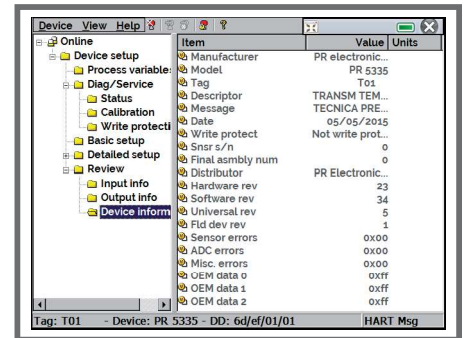 Device View Help
Online
Device setup
Process variable
Diag/Service
Status
Calibration
Write protecti
Basic setup
Detailed setup
Review
Input info
Output info
Device inform
Item Value Units
Manufacturer PR electronic...
Model PR 5335
Tag T01
Descriptor TRANSM TEM...
Message TECNICA PRE...
Date 05/05/2015
Write protect Not write prot...
Snsr s/n 0
Final asmbly num 0
Distributor PR Electronic...
Hardware rev 23
Software rev 34
Universal rev 5
Fld dev rev 1
Sensor errors 0x00
ADC errors 0x00
Misc. errors 0x00
OEM data 0 0xff
OEM data 1 0xff
OEM data 2 0xff
Tag: T01 - Device: PR 5335 - DD: 6d/ef/01/01 HART Msg